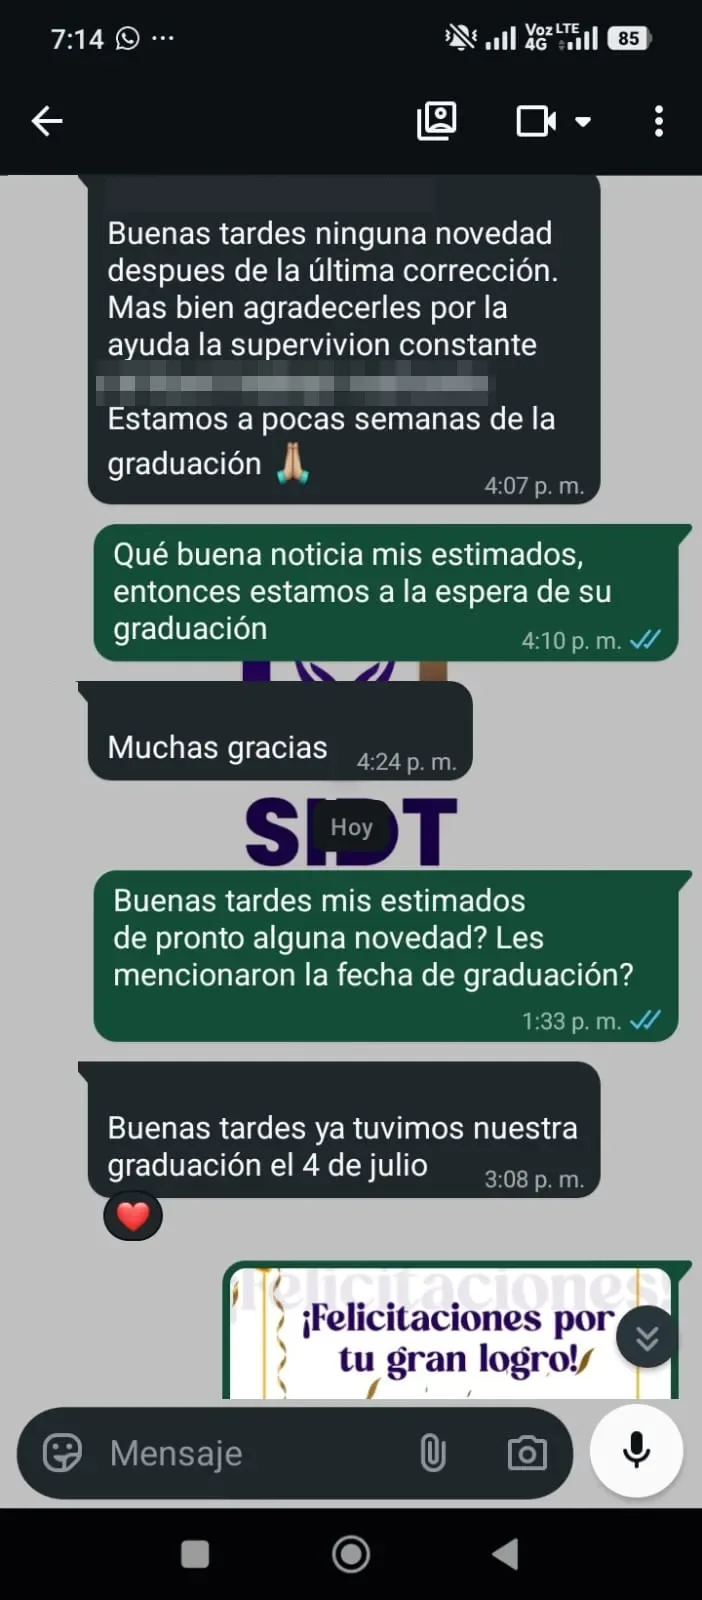 7:14
Voz LTE
4G
85
Buenas tardes ninguna novedad
despues de la última corrección.
Mas bien agradecerles por la
ayuda la supervivion constante
Estamos a pocas semanas de la
graduación 🙏🏼
4:07 p. m.
Qué buena noticia mis estimados,
entonces estamos a la espera de su
graduación
4:10 p. m.
Muchas gracias
4:24 p. m.
SIDT
Hoy
Buenas tardes mis estimados
de pronto alguna novedad? Les
mencionaron la fecha de graduación?
1:33 p. m.
Buenas tardes ya tuvimos nuestra
graduación el 4 de julio
3:08 p. m.
❤️
¡Felicitaciones!
¡Felicitaciones por
tu gran logro!
Mensaje